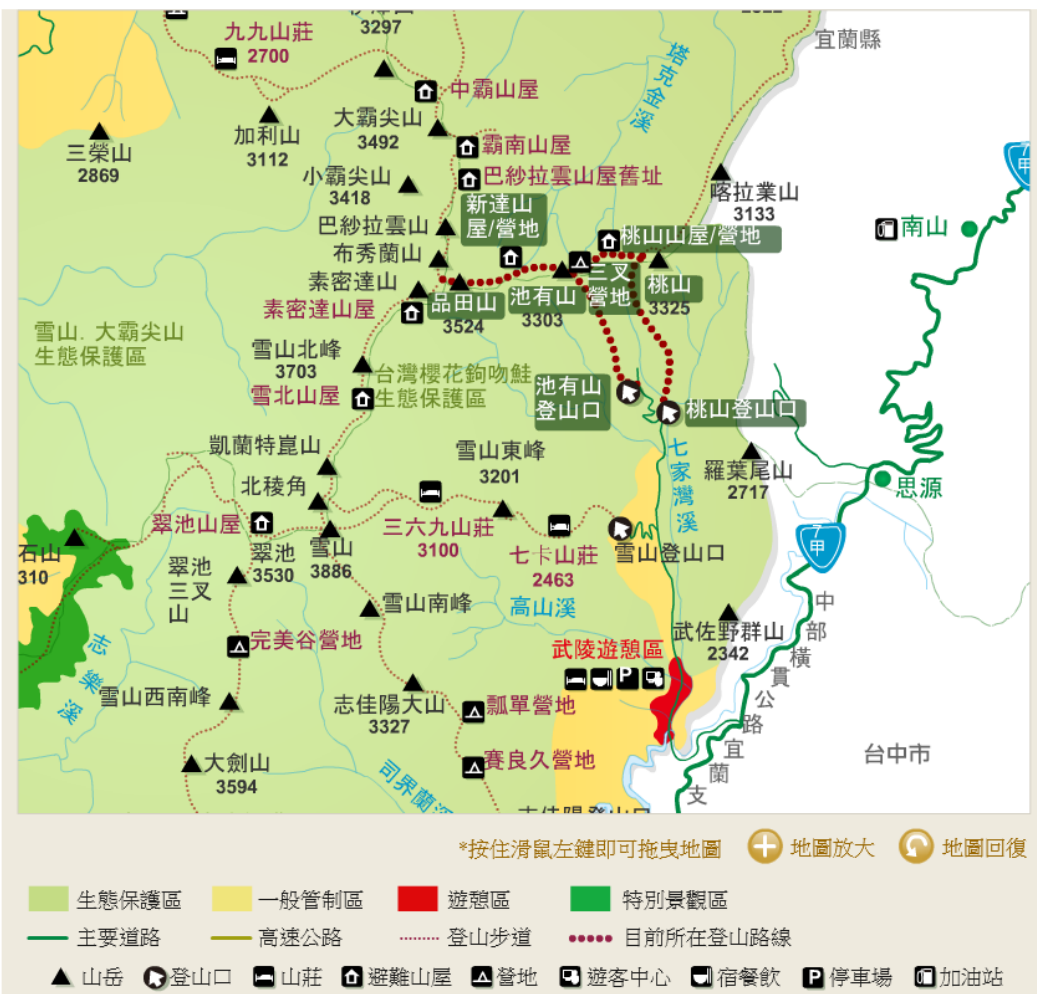 3297
宜蘭縣
九九山莊
2700
塔克金溪
中霸山屋
大霸尖山
3492
加利山
3112
三榮山
2869
霸南山屋
7
甲
小霸尖山
3418
巴紗拉雲山屋舊址
喀拉業山
3133
新達山
屋/營地
巴紗拉雲山
桃山山屋/營地
南山
布秀蘭山
素密達山
三叉
營地
桃山
3325
品田山
3524
池有山
3303
素密達山屋
雪山. 大霸尖山
生態保護區
雪山北峰
3703
台灣櫻花鉤吻鮭
生態保護區
雪北山屋
池有山
登山口
桃山登山口
凱蘭特崑山
雪山東峰
3201
七家灣溪
羅葉尾山
2717
北稜角
思源
翠池山屋
三六九山莊
3100
7
甲
石山
310
翠池
3530
雪山
3886
七卡山莊
2463
雪山登山口
翠池
三叉
山
雪山南峰
高山溪
武佐野群山
2342
中部橫貫公路宜蘭支
志樂溪
完美谷營地
武陵遊憩區
P
雪山西南峰
志佳陽大山
3327
瓢單營地
大劍山
3594
賽良久營地
台中市
司界蘭溪
志佳陽登山口
*按住滑鼠左鍵即可拖曳地圖
地圖放大
地圖回復
生態保護區
一般管制區
遊憩區
特別景觀區
主要道路
高速公路
登山步道
目前所在登山路線
山岳
登山口
山莊
避難山屋
營地
遊客中心
宿餐飲
P
停車場
加油站